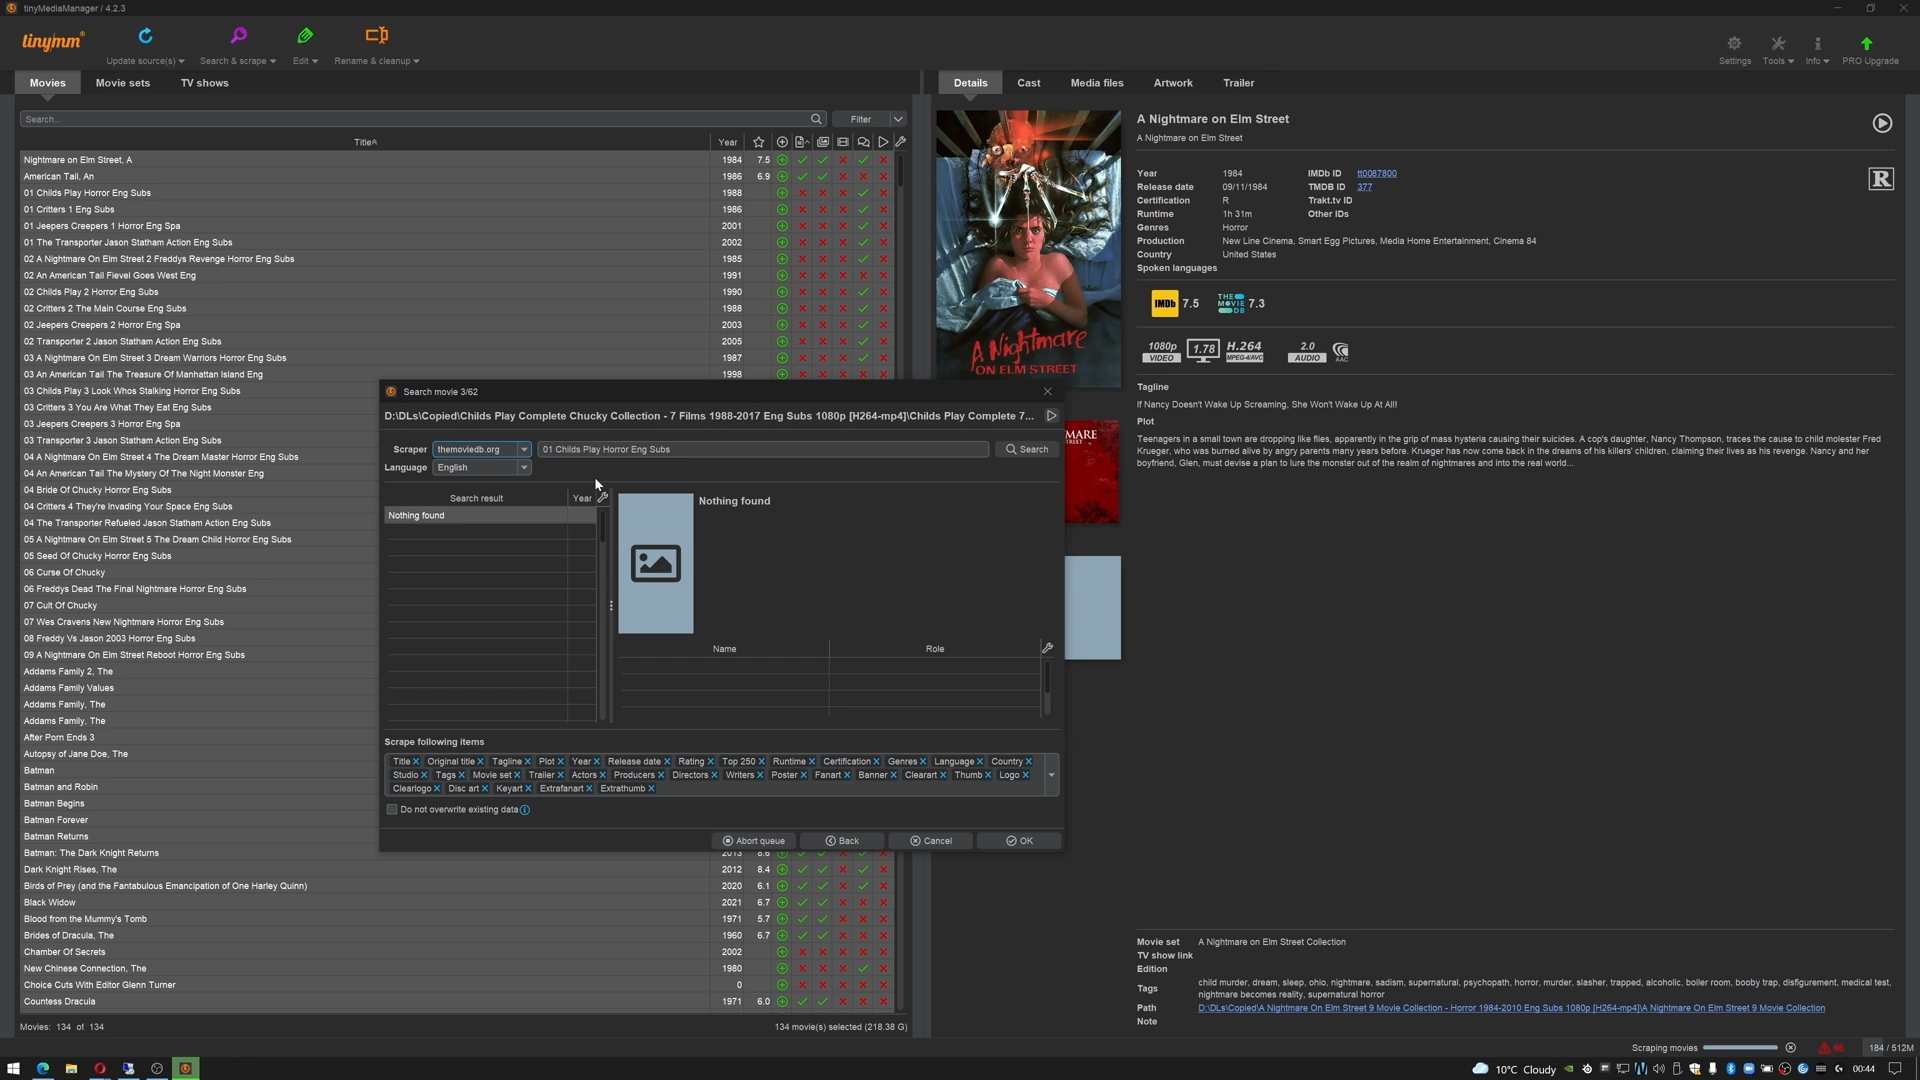 tinyMediaManager / 4.2.3
tinymm
Update source(s)
Search & scrape
Edit
Rename & cleanup
Settings
Tools
Info
PRO Upgrade
Movies
Movie sets
TV shows
Search...
Filter
Title
Year
Nightmare on Elm Street, A 1984 7.5
American Tail, An 1986 6.9
01 Childs Play Horror Eng Subs 1988
01 Critters 1 Eng Subs 1986
01 Jeepers Creepers 1 Horror Eng Spa 2001
01 The Transporter Jason Statham Action Eng Subs 2002
02 A Nightmare On Elm Street 2 Freddys Revenge Horror Eng Subs 1985
02 An American Tail Fievel Goes West Eng 1991
02 Childs Play 2 Horror Eng Subs 1990
02 Critters 2 The Main Course Eng Subs 1988
02 Jeepers Creepers 2 Horror Eng Spa 2003
02 Transporter 2 Jason Statham Action Eng Subs 2005
03 A Nightmare On Elm Street 3 Dream Warriors Horror Eng Subs 1987
03 An American Tail The Treasure Of Manhattan Island Eng 1998
03 Childs Play 3 Look Whos Stalking Horror Eng Subs
03 Critters 3 You Are What They Eat Eng Subs
03 Jeepers Creepers 3 Horror Eng Spa
03 Transporter 3 Jason Statham Action Eng Subs
04 A Nightmare On Elm Street 4 The Dream Master Horror Eng Subs
04 An American Tail The Mystery Of The Night Monster Eng
04 Bride Of Chucky Horror Eng Subs
04 Critters 4 They're Invading Your Space Eng Subs
04 The Transporter Refueled Jason Statham Action Eng Subs
05 A Nightmare On Elm Street 5 The Dream Child Horror Eng Subs
05 Seed Of Chucky Horror Eng Subs
06 Curse Of Chucky
06 Freddys Dead The Final Nightmare Horror Eng Subs
07 Cult Of Chucky
07 Wes Cravens New Nightmare Horror Eng Subs
08 Freddy Vs Jason 2003 Horror Eng Subs
09 A Nightmare On Elm Street Reboot Horror Eng Subs
Addams Family 2, The
Addams Family Values
Addams Family, The
Addams Family, The
After Porn Ends 3
Autopsy of Jane Doe, The
Batman
Batman and Robin
Batman Begins
Batman Forever
Batman Returns
Batman: The Dark Knight Returns 2013 8.6
Dark Knight Rises, The 2012 8.4
Birds of Prey (and the Fantabulous Emancipation of One Harley Quinn) 2020 6.1
Black Widow 2021 6.7
Blood from the Mummy's Tomb 1971 5.7
Brides of Dracula, The 1960 6.7
Chamber Of Secrets 2002
New Chinese Connection, The 1980
Choice Cuts With Editor Glenn Turner 0
Countess Dracula 1971 6.0
Movies: 134 of 134
134 movie(s) selected (218.38 G)
Search movie 3/62
D:\DLs\Copied\Childs Play Complete Chucky Collection - 7 Films 1988-2017 Eng Subs 1080p [H264-mp4]\Childs Play Complete 7...
Scraper themoviedb.org 01 Childs Play Horror Eng Subs Search
Language English
Search result Year
Nothing found
Nothing found
Name Role
Scrape following items
Title Original title Tagline Plot Year Release date Rating Top 250 Runtime Certification Genres Language Country
Studio Tags Movie set Trailer Actors Producers Directors Writers Poster Fanart Banner Clearart Thumb Logo
Clearlogo Disc art Keyart Extrafanart Extrathumb
Do not overwrite existing data
Abort queue Back Cancel OK
Details
Cast
Media files
Artwork
Trailer
A Nightmare
ON ELM STREET
MARE
STREET
A Nightmare on Elm Street
A Nightmare on Elm Street
Year 1984 IMDb ID tt0087800
Release date 09/11/1984 TMDB ID 377
Certification R Trakt.tv ID
Runtime 1h 31m Other IDs
Genres Horror
Production New Line Cinema, Smart Egg Pictures, Media Home Entertainment, Cinema 84
Country United States
Spoken languages
R
IMDb 7.5 THE MOVIE DB 7.3
1080p VIDEO 1.78 H.264 MPEG-4/AVC 2.0 AUDIO AAC
Tagline
If Nancy Doesn't Wake Up Screaming, She Won't Wake Up At All!
Plot
Teenagers in a small town are dropping like flies, apparently in the grip of mass hysteria causing their suicides. A cop's daughter, Nancy Thompson, traces the cause to child molester Fred
Krueger, who was burned alive by angry parents many years before. Krueger has now come back in the dreams of his killers' children, claiming their lives as his revenge. Nancy and her
boyfriend, Glen, must devise a plan to lure the monster out of the realm of nightmares and into the real world...
Movie set A Nightmare on Elm Street Collection
TV show link
Edition
Tags child murder, dream, sleep, ohio, nightmare, sadism, supernatural, psychopath, horror, murder, slasher, trapped, alcoholic, boiler room, booby trap, disfigurement, medical test,
nightmare becomes reality, supernatural horror
Path D:\DLs\Copied\A Nightmare On Elm Street 9 Movie Collection - Horror 1984-2010 Eng Subs 1080p [H264-mp4]\A Nightmare On Elm Street 9 Movie Collection
Note
Scraping movies 66 184 / 512M
10°C Cloudy 00:44